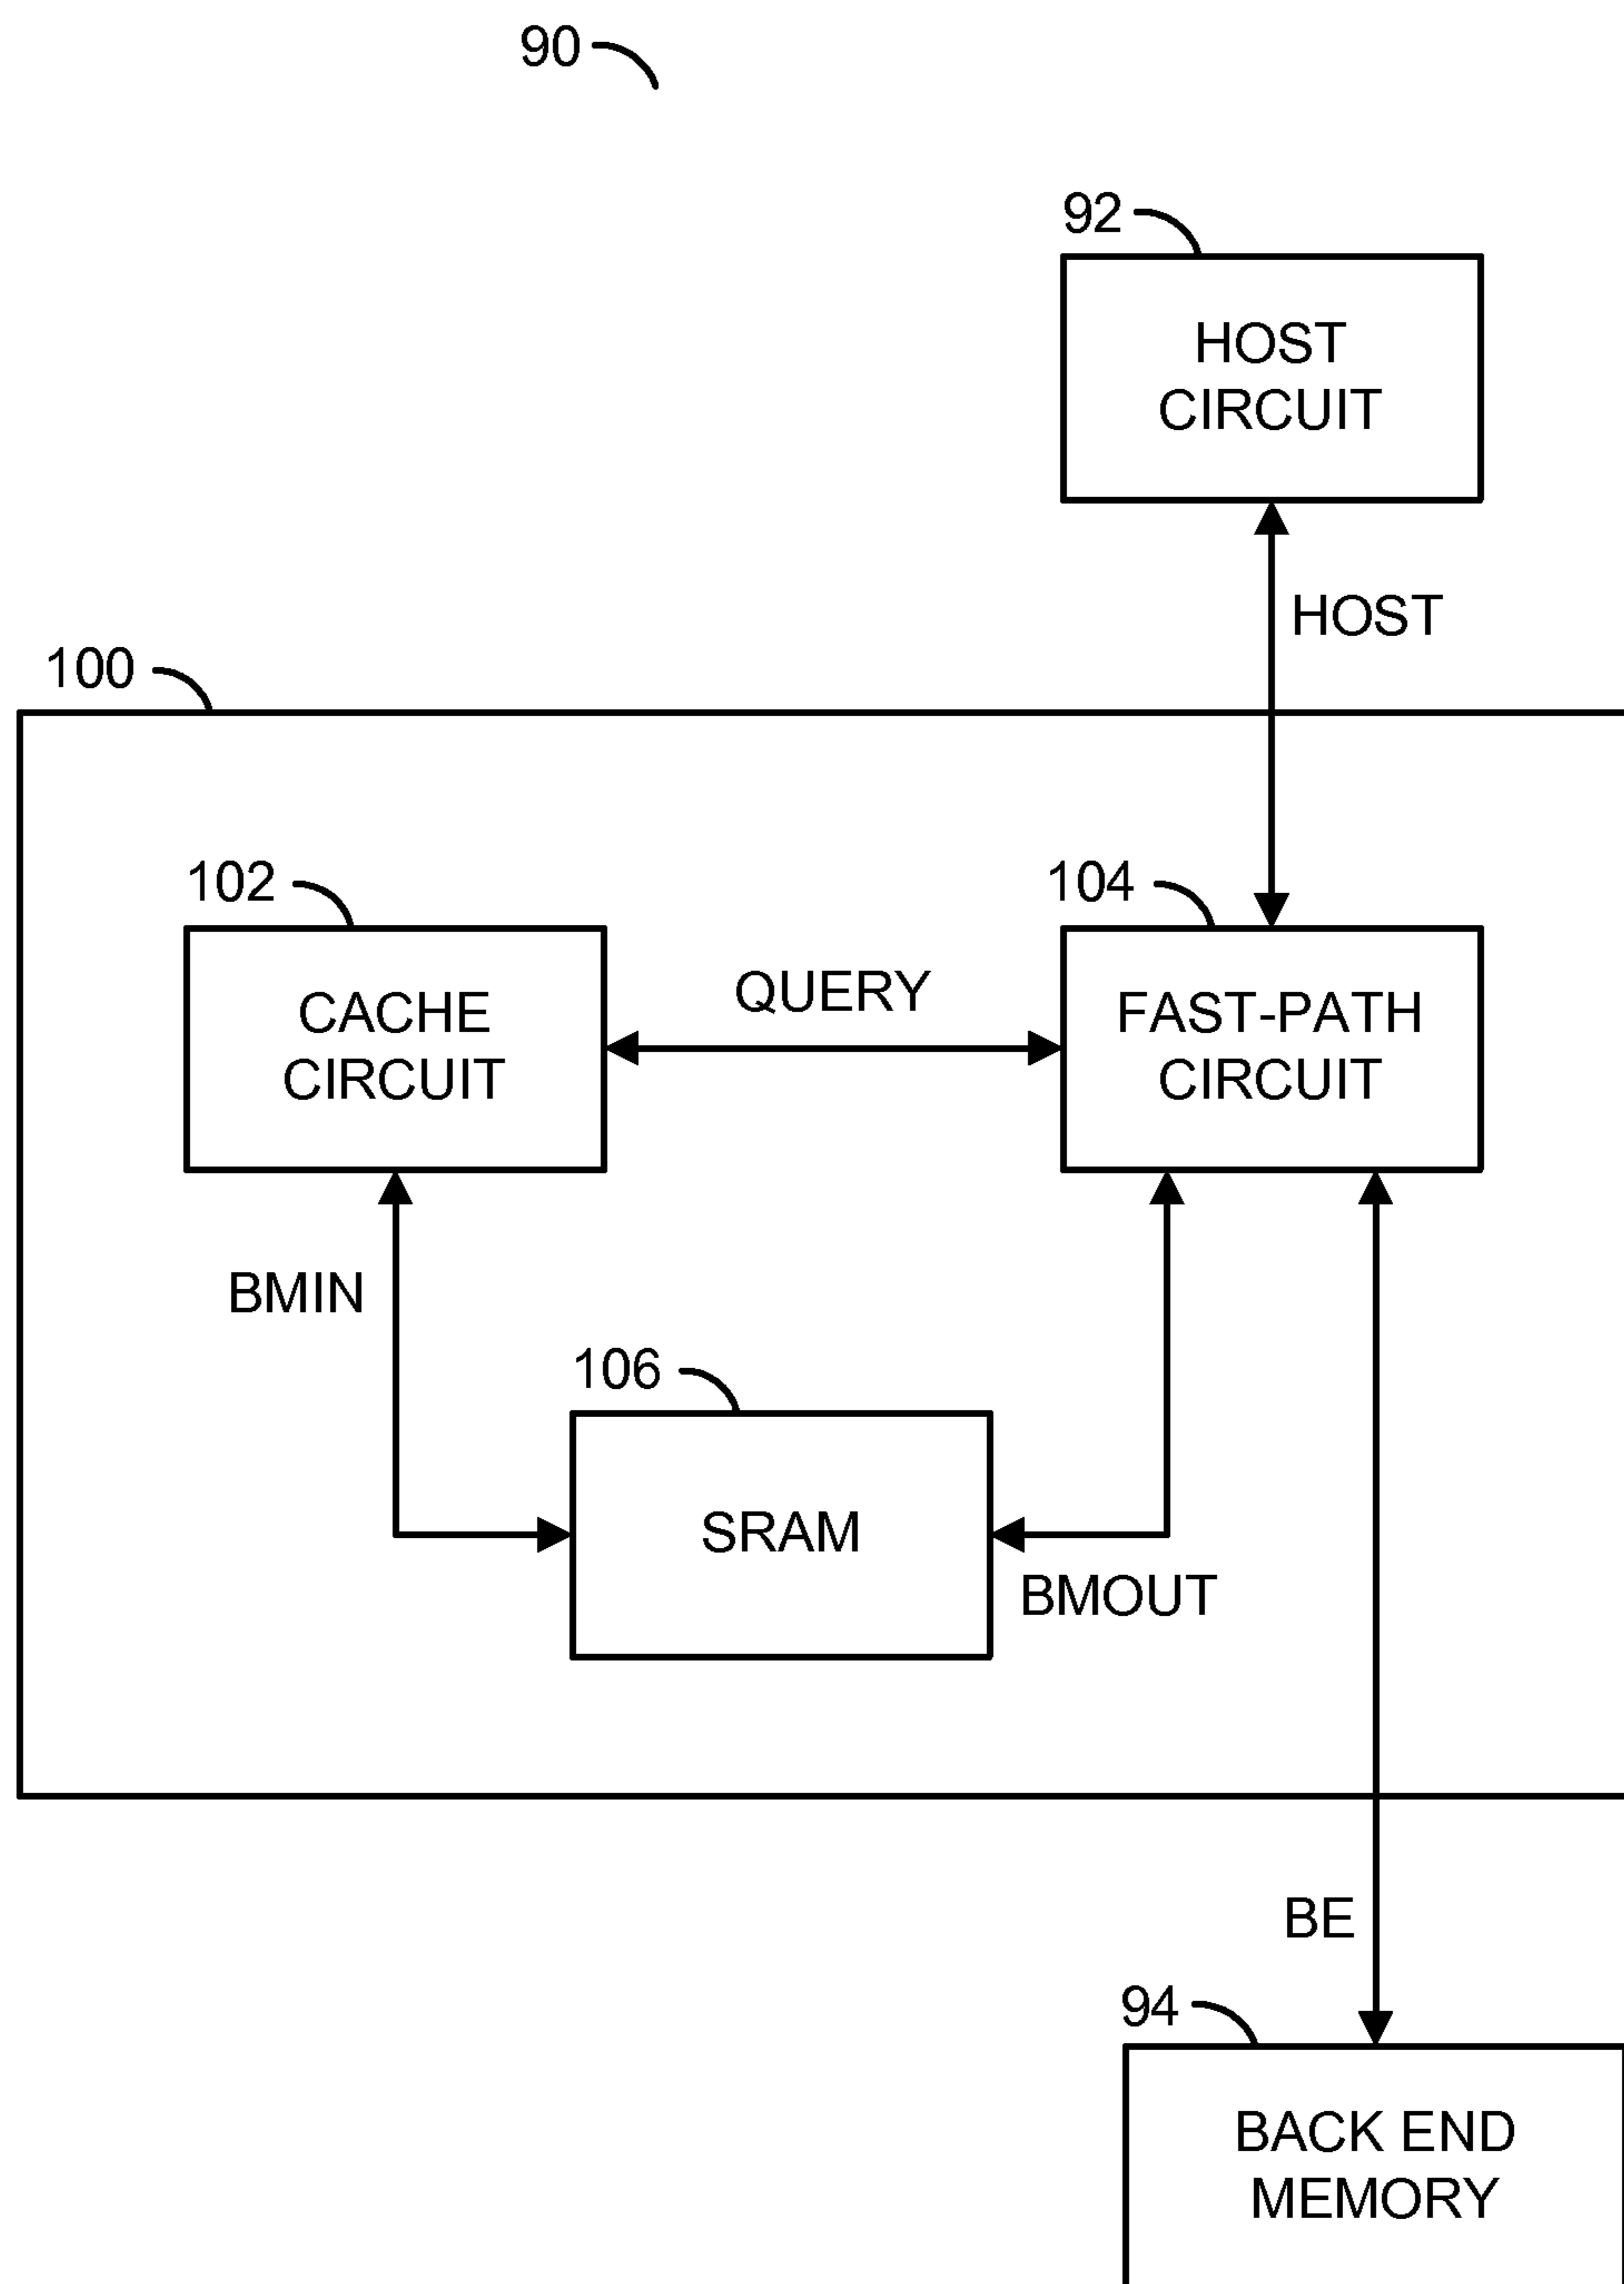 90
92
HOST
CIRCUIT
HOST
100
102
104
CACHE
CIRCUIT
QUERY
FAST-PATH
CIRCUIT
BMIN
106
SRAM
BMOUT
BE
94
BACK END
MEMORY